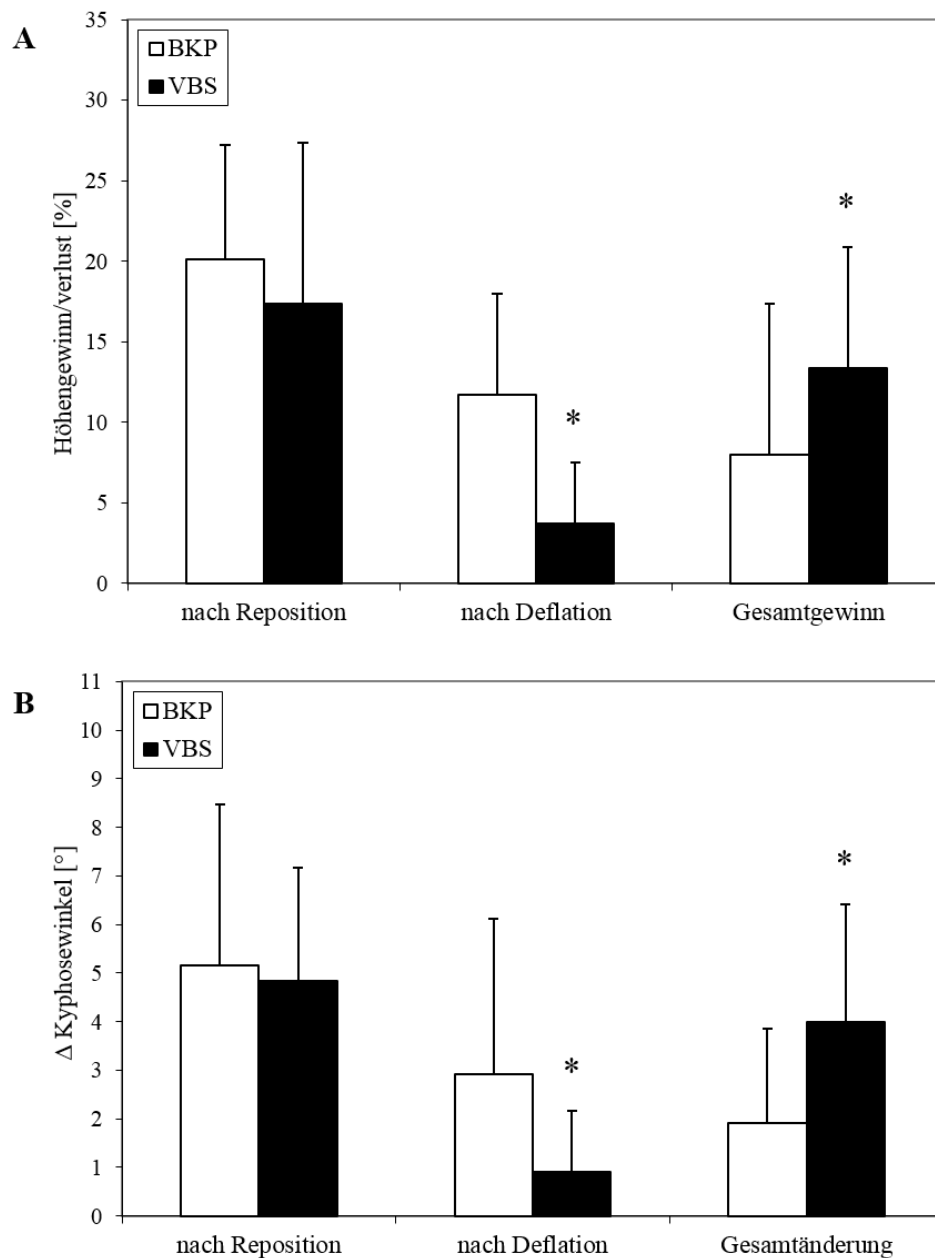 A
BKP
VBS
Höhengewinn/verlust [%]
35
30
25
20
15
10
5
0
*
*
nach Reposition
nach Deflation
Gesamtgewinn
B
BKP
VBS
Δ Kyphosewinkel [°]
11
10
9
8
7
6
5
4
3
2
1
0
*
*
nach Reposition
nach Deflation
Gesamtänderung